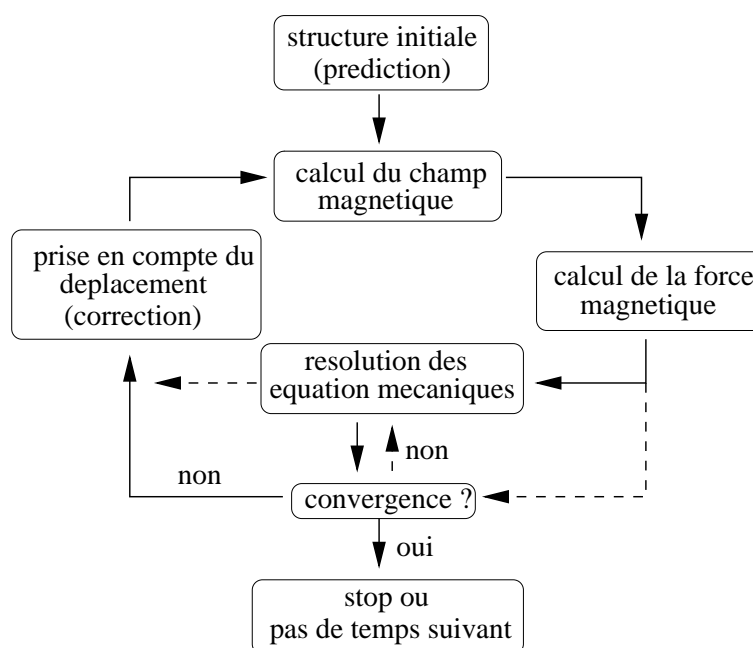 structure initiale
(prediction)
calcul du champ
magnetique
prise en compte du
deplacement
(correction)
calcul de la force
magnetique
resolution des
equation mecaniques
non
non
convergence ?
oui
stop ou
pas de temps suivant